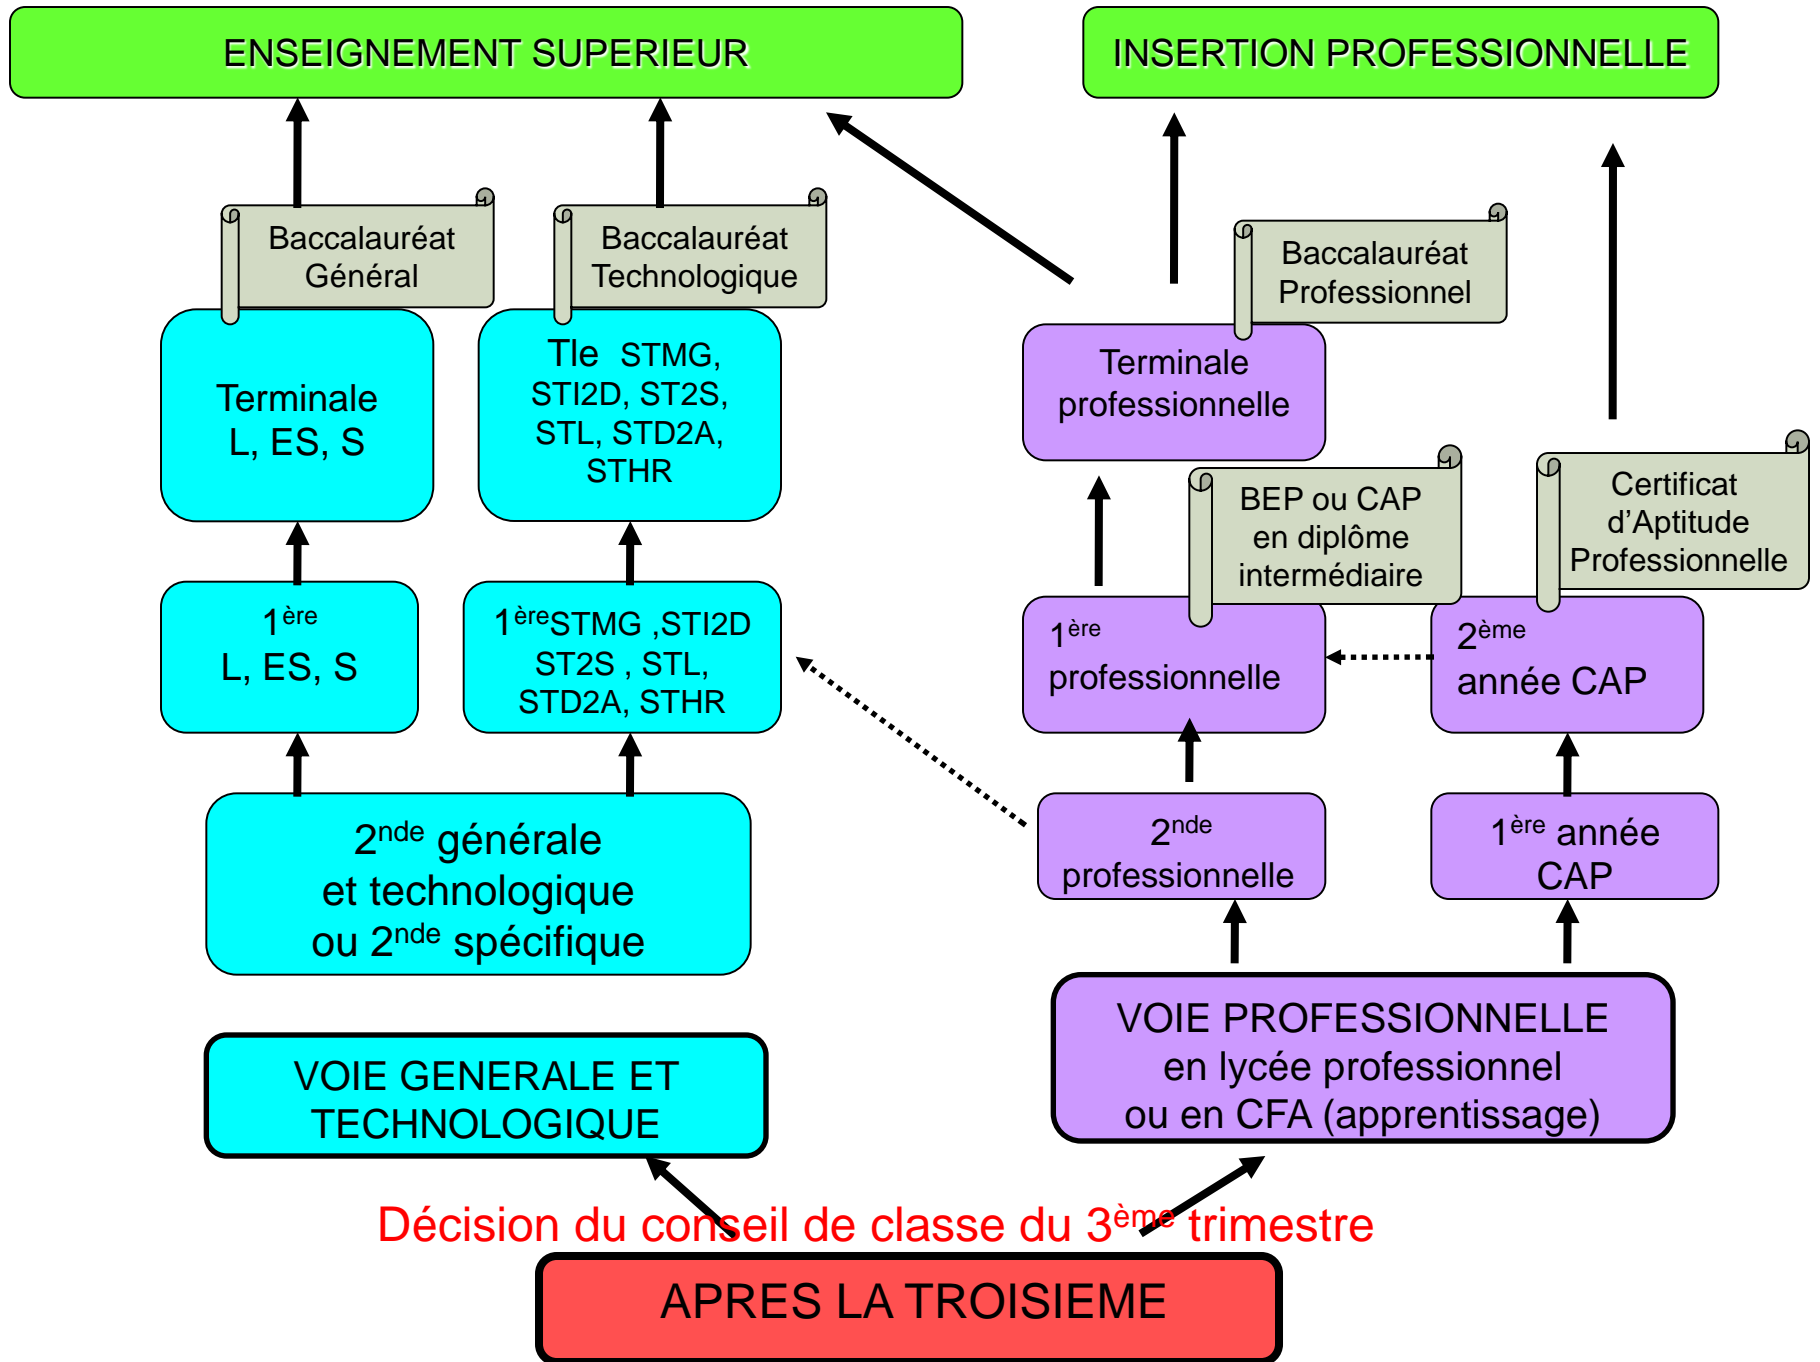 ENSEIGNEMENT SUPERIEUR
INSERTION PROFESSIONNELLE
Baccalauréat
Général
Baccalauréat
Technologique
Baccalauréat
Professionnel
Terminale
L, ES, S
Tle STMG,
STI2D, ST2S,
STL, STD2A,
STHR
Terminale
professionnelle
BEP ou CAP
en diplôme
intermédiaire
Certificat
d’Aptitude
Professionnelle
1ère
L, ES, S
1èreSTMG ,STI2D
ST2S , STL,
STD2A, STHR
1ère
professionnelle
2ème
année CAP
2nde générale
et technologique
ou 2nde spécifique
2nde
professionnelle
1ère année
CAP
VOIE GENERALE ET
TECHNOLOGIQUE
VOIE PROFESSIONNELLE
en lycée professionnel
ou en CFA (apprentissage)
Décision du conseil de classe du 3ème trimestre
APRES LA TROISIEME